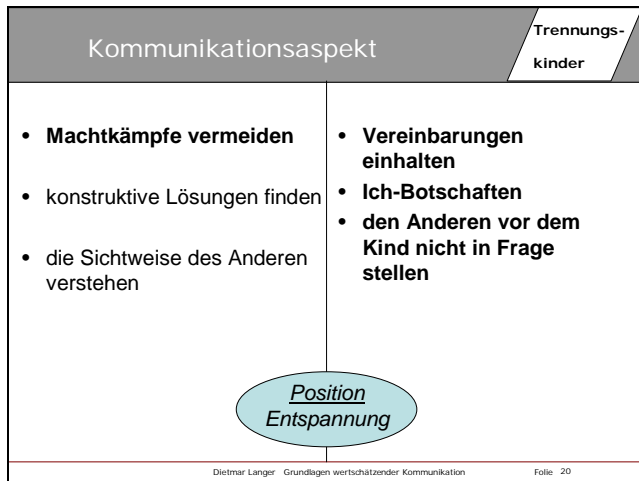 Kommunikationsaspekt
Trennungs-
kinder
• Machtkämpfe vermeiden
• konstruktive Lösungen finden
• die Sichtweise des Anderen
verstehen
• Vereinbarungen
einhalten
• Ich-Botschaften
• den Anderen vor dem
Kind nicht in Frage
stellen
Position
Entspannung
Dietmar Langer Grundlagen wertschätzender Kommunikation Folie 20